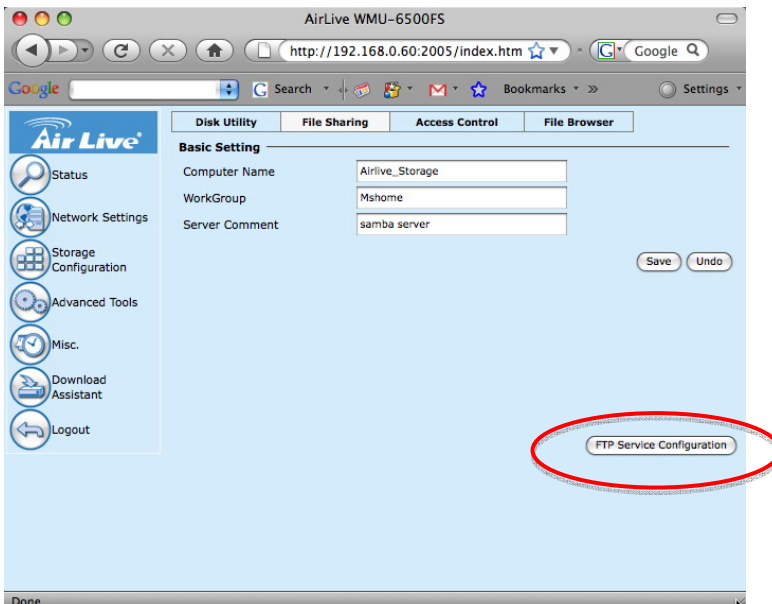 AirLive WMU-6500FS
http://192.168.0.60:2005/index.htm
G Google
Google
G Search
Bookmarks
»
Settings
Air Live
Disk Utility
File Sharing
Access Control
File Browser
Basic Setting
Computer Name
Airlive_Storage
WorkGroup
Mshome
Server Comment
samba server
Save
Undo
Status
Network Settings
Storage
Configuration
Advanced Tools
Misc.
Download
Assistant
Logout
FTP Service Configuration
Done